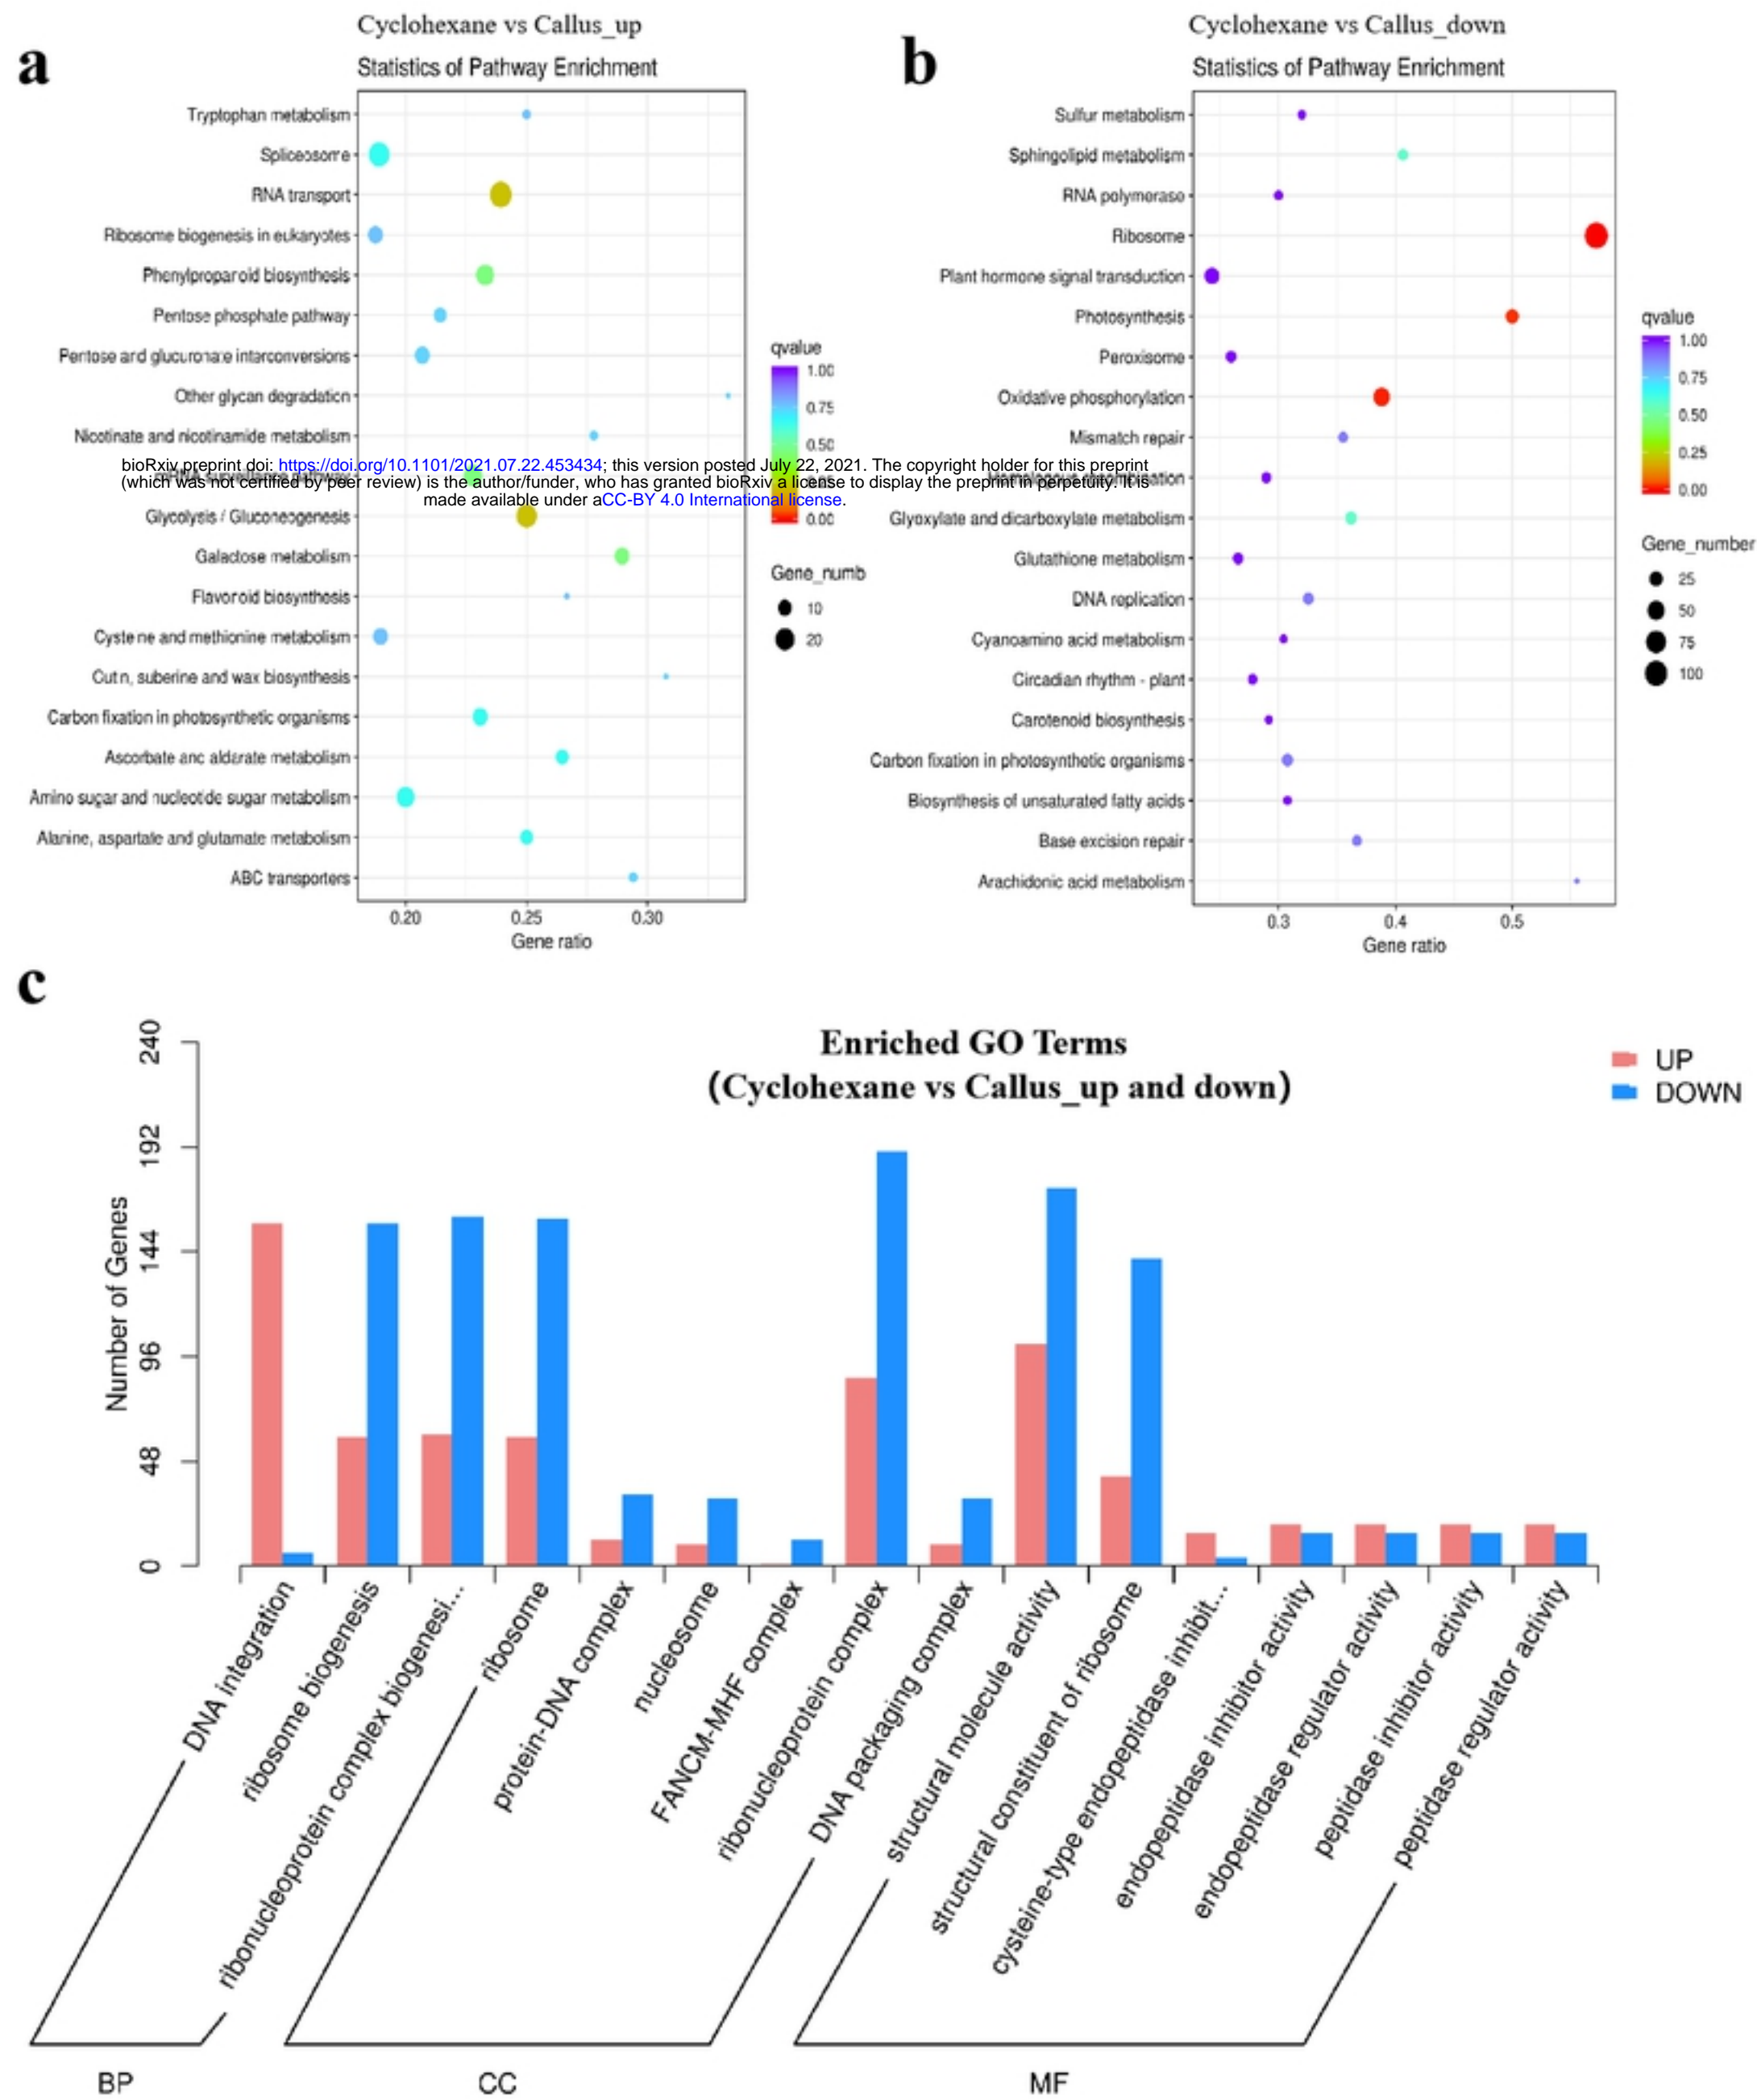 Cyclohexane vs Callus_up
a
Statistics of Pathway Enrichment
Tryptophan metabolism
Spliceosome
RNA transport
Ribosome biogenesis in eukaryotes
Phenylpropanoid biosynthesis
Pentose phosphate pathway
Pentose and glucuronate interconversions
Other glycan degradation
Nicotinate and nicotinamide metabolism
mRNA surveillance pathway
Glycolysis / Gluconeogenesis
Galactose metabolism
Flavonoid biosynthesis
Cysteine and methionine metabolism
Cutin, suberine and wax biosynthesis
Carbon fixation in photosynthetic organisms
Ascorbate and aldarate metabolism
Amino sugar and nucleotide sugar metabolism
Alanine, aspartate and glutamate metabolism
ABC transporters
0.20 0.25 0.30
Gene ratio
qvalue
1.00
0.75
0.50
0.25
0.00
Gene_numb
10
20
bioRxiv preprint doi: https://doi.org/10.1101/2021.07.22.453434; this version posted July 22, 2021. The copyright holder for this preprint
(which was not certified by peer review) is the author/funder, who has granted bioRxiv a license to display the preprint in perpetuity. It is
made available under aCC-BY 4.0 International license.
Cyclohexane vs Callus_down
b
Statistics of Pathway Enrichment
Sulfur metabolism
Sphingolipid metabolism
RNA polymerase
Ribosome
Plant hormone signal transduction
Photosynthesis
Peroxisome
Oxidative phosphorylation
Mismatch repair
Homologous recombination
Glyoxylate and dicarboxylate metabolism
Glutathione metabolism
DNA replication
Cyanoamino acid metabolism
Circadian rhythm - plant
Carotenoid biosynthesis
Carbon fixation in photosynthetic organisms
Biosynthesis of unsaturated fatty acids
Base excision repair
Arachidonic acid metabolism
0.3 0.4 0.5
Gene ratio
qvalue
1.00
0.75
0.50
0.25
0.00
Gene_number
25
50
75
100
c
Enriched GO Terms
(Cyclohexane vs Callus_up and down)
UP
DOWN
Number of Genes
240
192
144
96
48
0
DNA integration
ribosome biogenesis
ribonucleoprotein complex biogenesi...
ribosome
protein-DNA complex
nucleosome
FANCM-MHF complex
ribonucleoprotein complex
DNA packaging complex
structural molecule activity
structural constituent of ribosome
cysteine-type endopeptidase inhibit...
endopeptidase inhibitor activity
endopeptidase regulator activity
peptidase inhibitor activity
peptidase regulator activity
BP
CC
MF